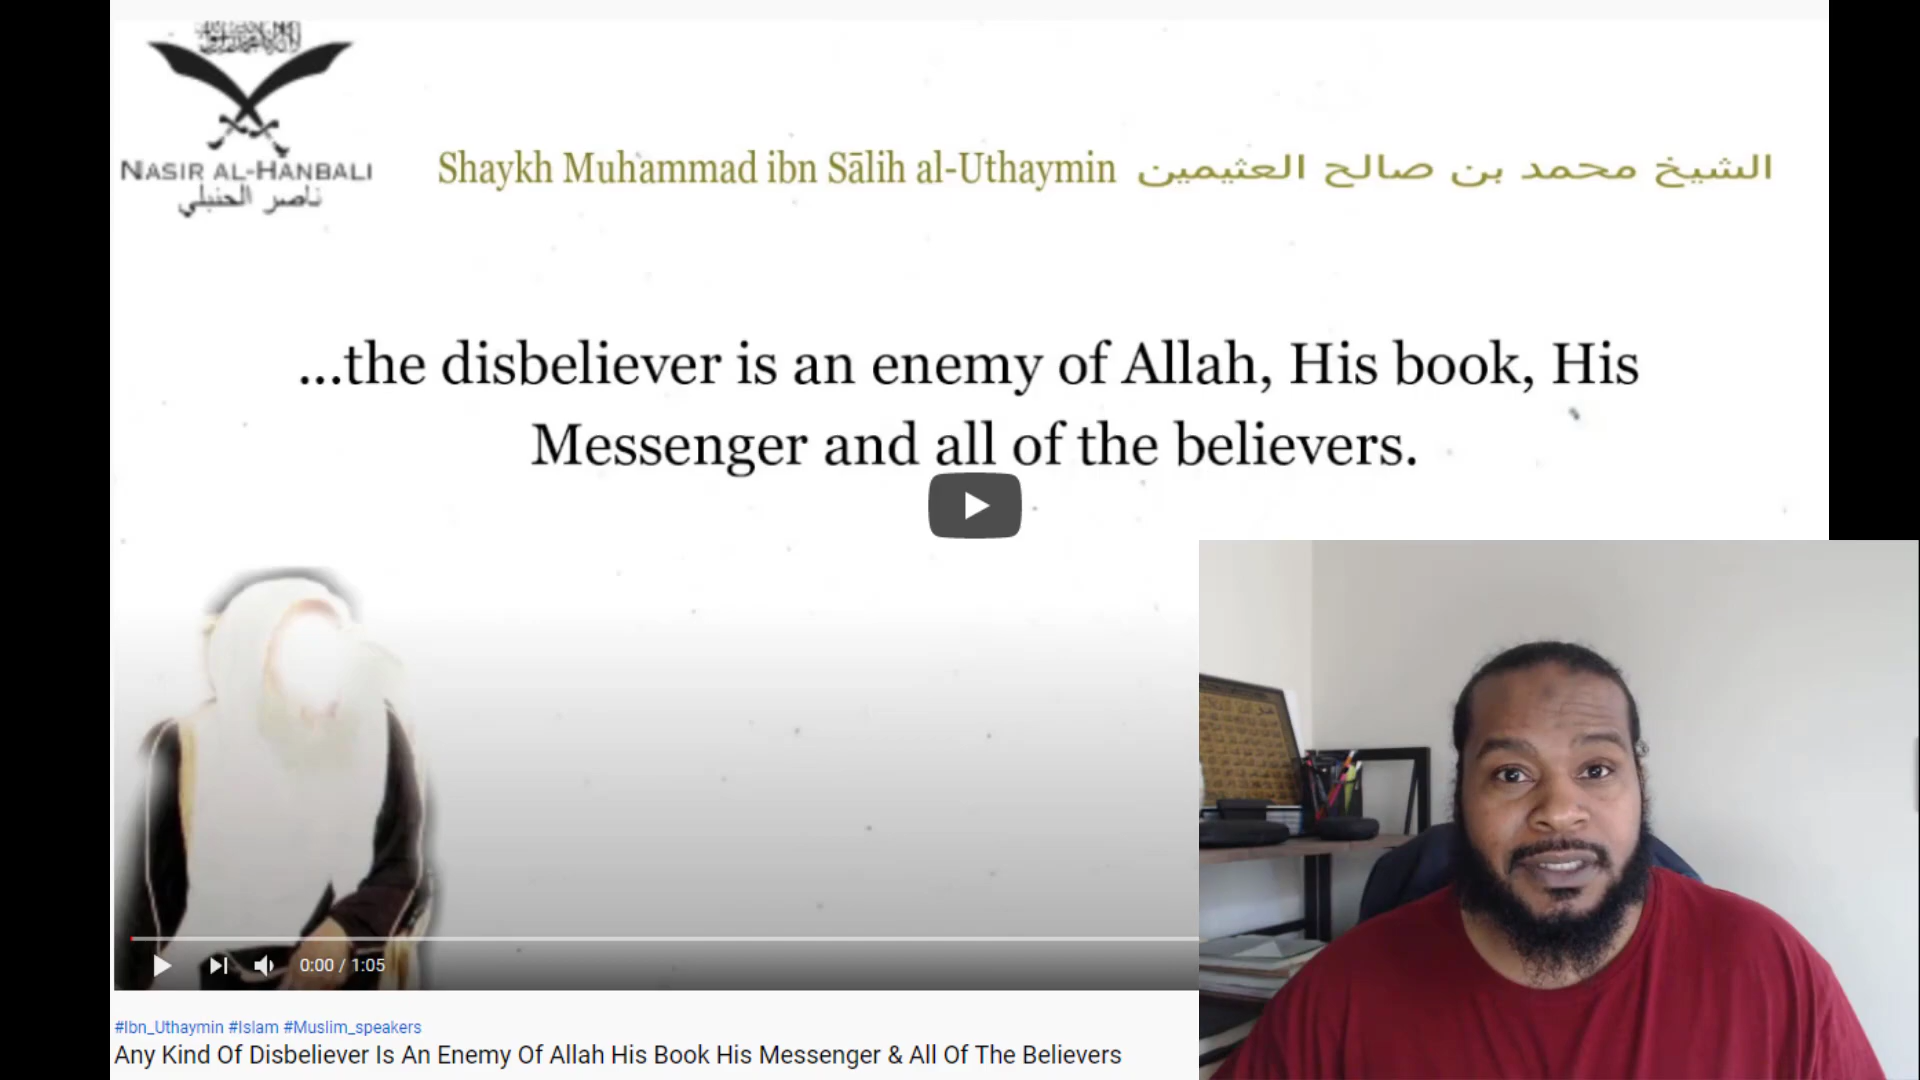 NASIR AL-HANBALI
ناصر الحنبلي
Shaykh Muhammad ibn Sālih al-Uthaymin الشيخ محمد بن صالح العثيمين
...the disbeliever is an enemy of Allah, His book, His
Messenger and all of the believers.
0:00 / 1:05
#Ibn_Uthaymin #Islam #Muslim_speakers
Any Kind Of Disbeliever Is An Enemy Of Allah His Book His Messenger & All Of The Believers